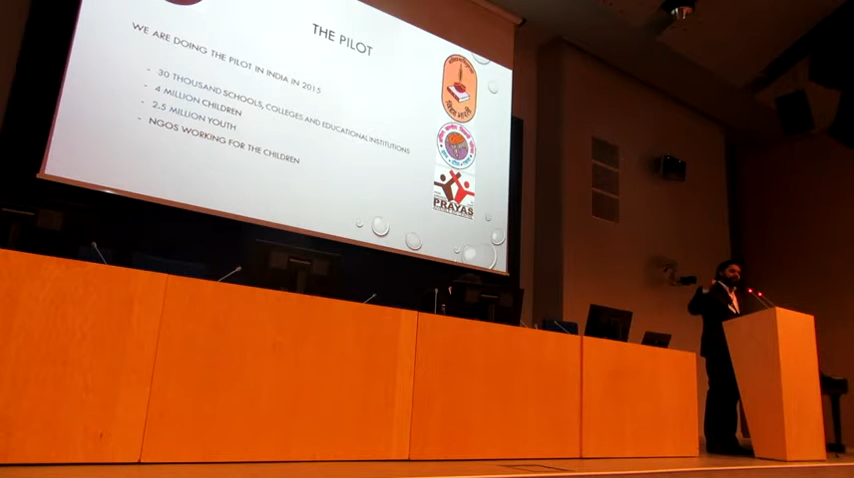 THE PILOT
WE ARE DOING THE PILOT IN INDIA IN 2015
- 30 THOUSAND SCHOOLS, COLLEGES AND EDUCATIONAL INSTITUTIONS
- 4 MILLION CHILDREN
- 2.5 MILLION YOUTH
- NGOS WORKING FOR THE CHILDREN
PRAYAS